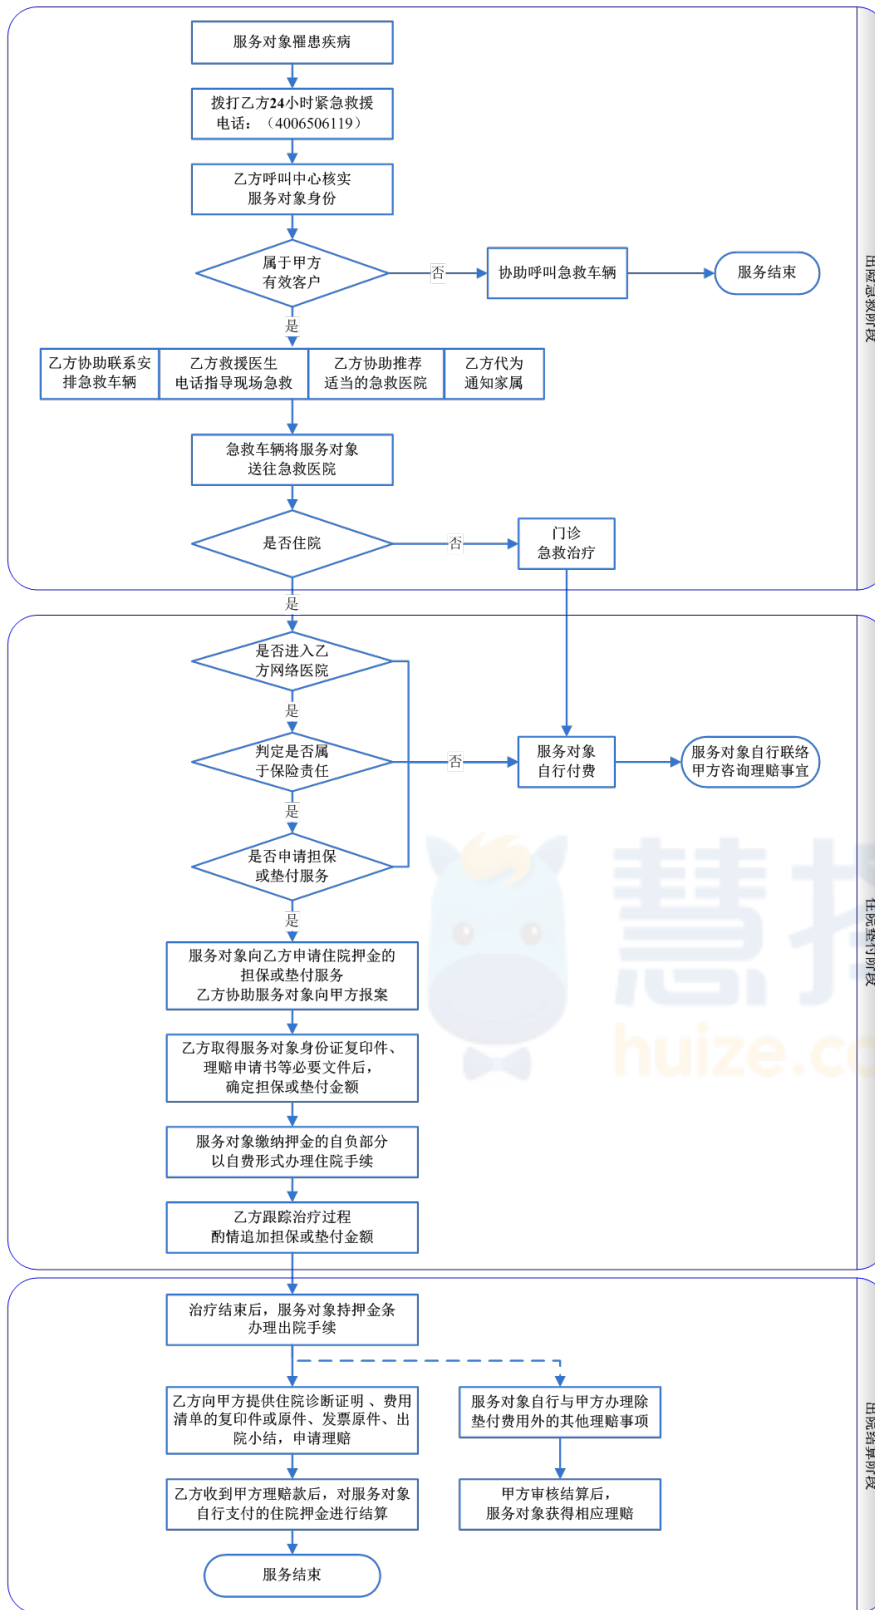 服务对象罹患疾病
拨打乙方24小时紧急救援
电话：（4006506119）
乙方呼叫中心核实
服务对象身份
属于甲方
有效客户
否
协助呼叫急救车辆
服务结束
是
乙方协助联系安
排急救车辆
乙方救援医生
电话指导现场急救
乙方协助推荐
适当的急救医院
乙方代为
通知家属
急救车辆将服务对象
送往急救医院
是否住院
否
门诊
急救治疗
是
是否进入乙
方网络医院
是
判定是否属
于保险责任
否
服务对象
自行付费
服务对象自行联络
甲方咨询理赔事宜
是
是否申请担保
或垫付服务
是
服务对象向乙方申请住院押金的
担保或垫付服务
乙方协助服务对象向甲方报案
乙方取得服务对象身份证复印件、
理赔申请书等必要文件后，
确定担保或垫付金额
服务对象缴纳押金的自负部分
以自费形式办理住院手续
乙方跟踪治疗过程
酌情追加担保或垫付金额
治疗结束后，服务对象持押金条
办理出院手续
乙方向甲方提供住院诊断证明、费用
清单的复印件或原件、发票原件、出
院小结，申请理赔
服务对象自行与甲方办理除
垫付费用外的其他理赔事项
乙方收到甲方理赔款后，对服务对象
自行支付的住院押金进行结算
甲方审核结算后，
服务对象获得相应理赔
服务结束
慧择
huize.co